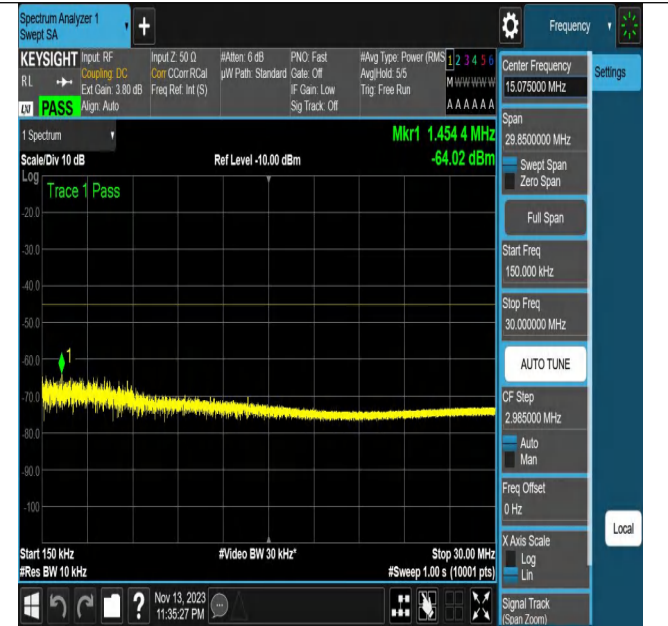 Spectrum Analyzer 1
Swept SA
+
Frequency
KEYSIGHT
RL
LXI
PASS
Input: RF
Coupling: DC
Ext Gain: 3.80 dB
Align: Auto
Input Z: 50 Ω
Corr CCorr RCal
Freq Ref: Int (S)
#Atten: 6 dB
µW Path: Standard
PNO: Fast
Gate: Off
IF Gain: Low
Sig Track: Off
#Avg Type: Power (RMS
Avg|Hold: 5/5
Trig: Free Run
1 2 3 4 5 6
M W W W W W
A A A A A A
1 Spectrum
Scale/Div 10 dB
Ref Level -10.00 dBm
Mkr1 1.454 4 MHz
-64.02 dBm
Log
Trace 1 Pass
-20.0
-30.0
-40.0
-50.0
-60.0
1
-70.0
-80.0
-90.0
-100
Start 150 kHz
#Video BW 30 kHz*
Stop 30.00 MHz
#Res BW 10 kHz
#Sweep 1.00 s (10001 pts)
?
Nov 13, 2023
11:35:27 PM
Center Frequency
15.075000 MHz
Settings
Span
29.8500000 MHz
Swept Span
Zero Span
Full Span
Start Freq
150.000 kHz
Stop Freq
30.000000 MHz
AUTO TUNE
CF Step
2.985000 MHz
Auto
Man
Freq Offset
0 Hz
X Axis Scale
Log
Lin
Local
Signal Track
(Span Zoom)